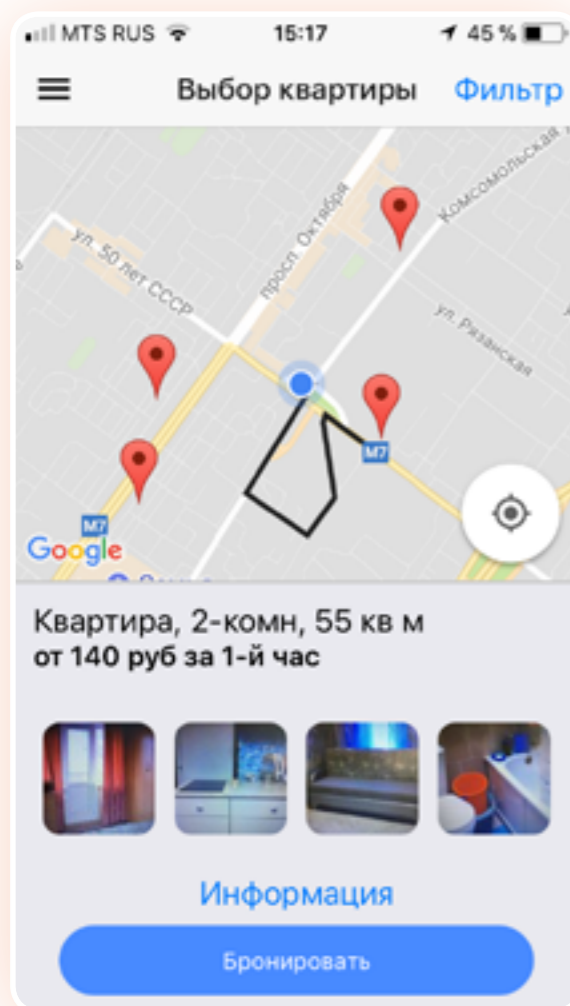 MTS RUS 15:17 45 %
Выбор квартиры Фильтр
Комсомольская
просп. Октября
ул. 50 лет СССР
ул. Рязанская
M7
M7
Google
Квартира, 2-комн, 55 кв м
от 140 руб за 1-й час
Информация
Бронировать